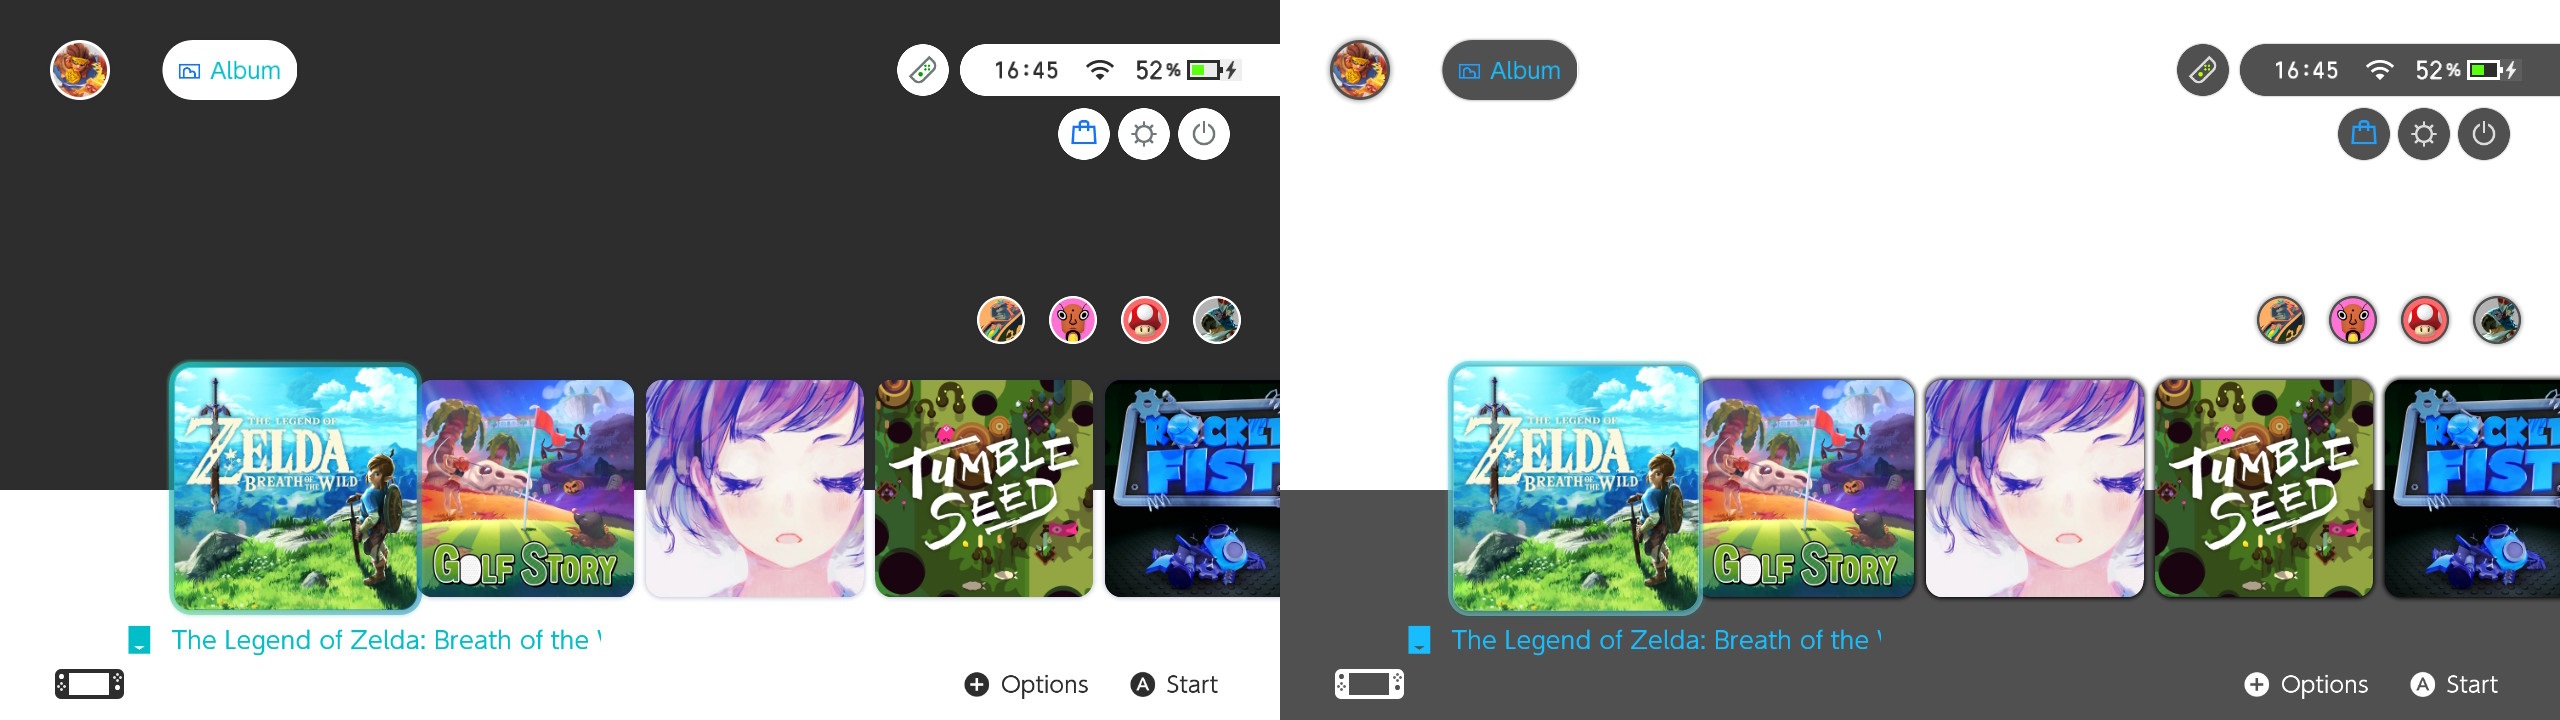 Album
16:45 52%
THE LEGEND OF
ZELDA
BREATH OF THE WILD
GOLF STORY
TUMBLE
SEED
ROCKET
FIST
The Legend of Zelda: Breath of the
Options A Start
Album
16:45 52%
THE LEGEND OF
ZELDA
BREATH OF THE WILD
GOLF STORY
TUMBLE
SEED
ROCKET
FIST
The Legend of Zelda: Breath of the
Options A Start